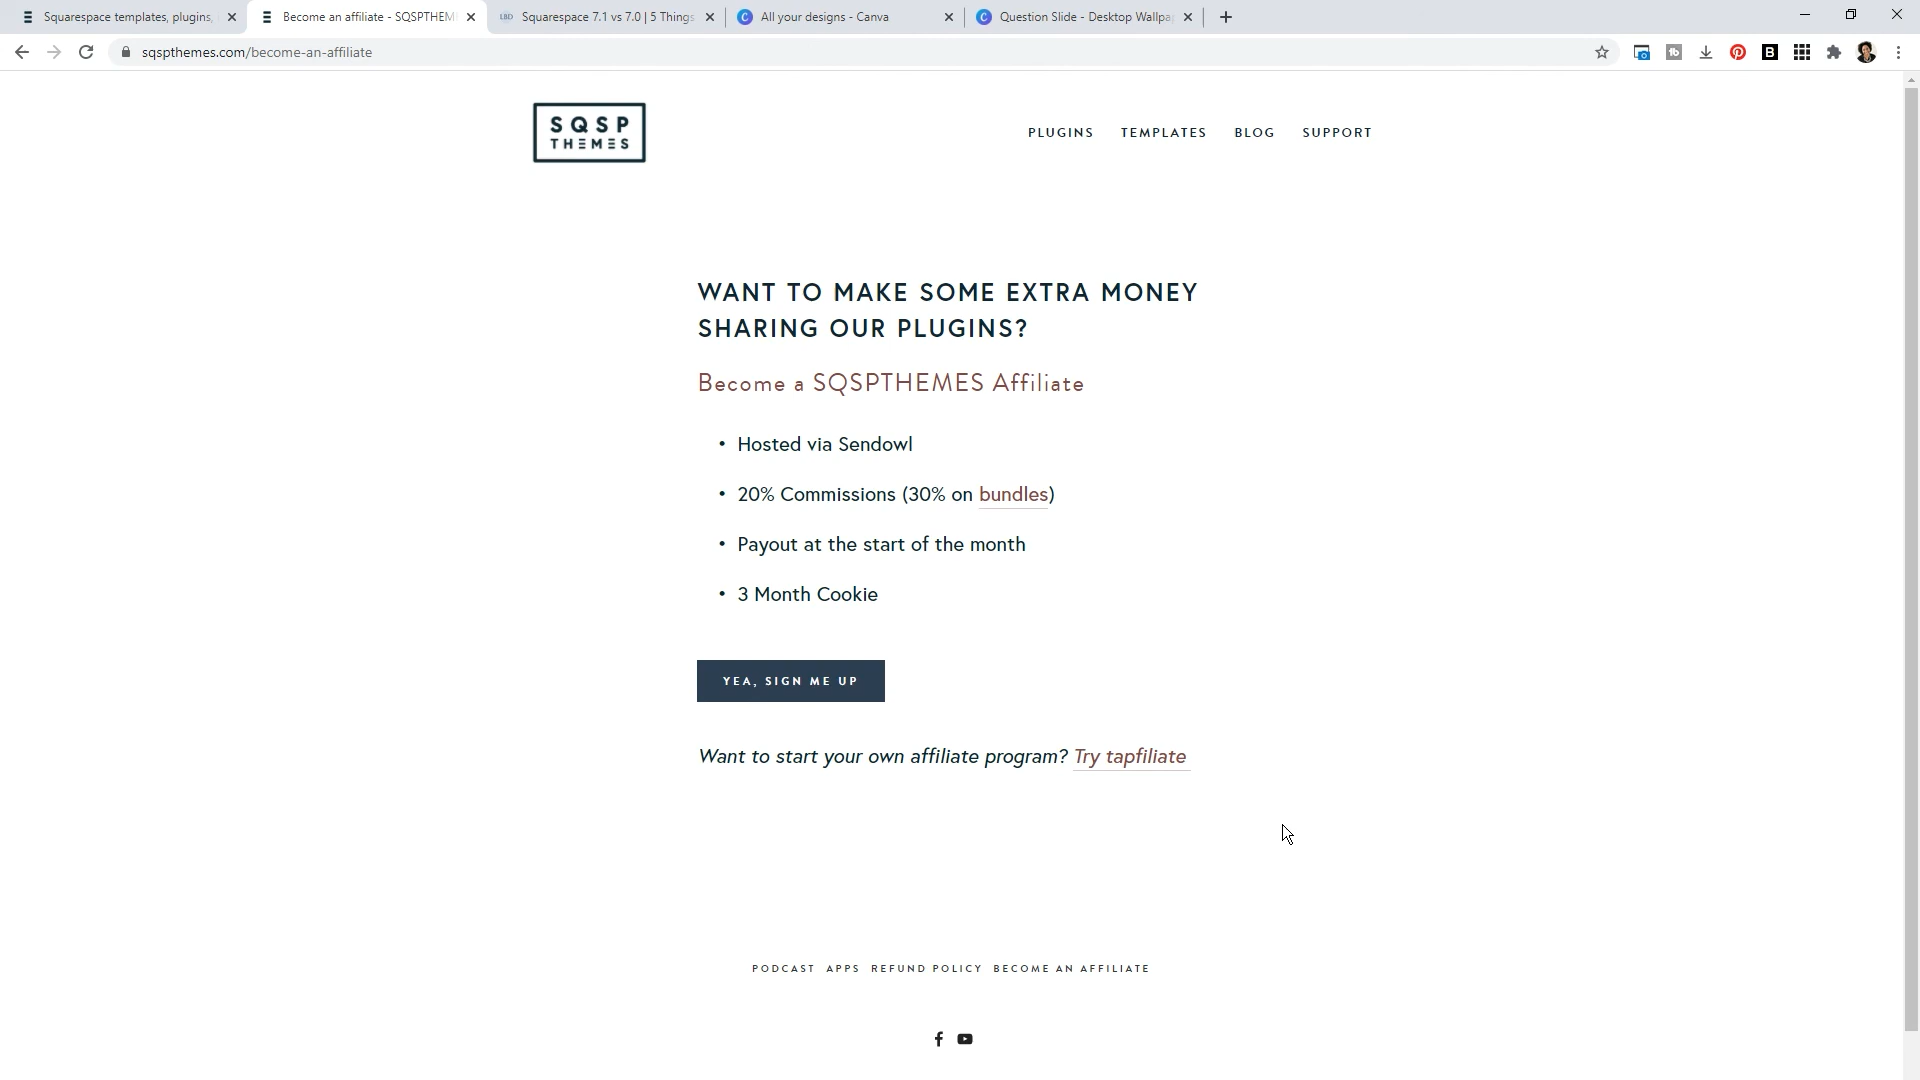 Squarespace templates, plugins,
Become an affiliate - SQSPTHEM
LBD Squarespace 7.1 vs 7.0 | 5 Things
All your designs - Canva
Question Slide - Desktop Wallpa
sqspthemes.com/become-an-affiliate
SQSP
THEMES
PLUGINS TEMPLATES BLOG SUPPORT
WANT TO MAKE SOME EXTRA MONEY
SHARING OUR PLUGINS?
Become a SQSPTHEMES Affiliate
• Hosted via Sendowl
• 20% Commissions (30% on bundles)
• Payout at the start of the month
• 3 Month Cookie
YEA, SIGN ME UP
Want to start your own affiliate program? Try tapfiliate
PODCAST APPS REFUND POLICY BECOME AN AFFILIATE